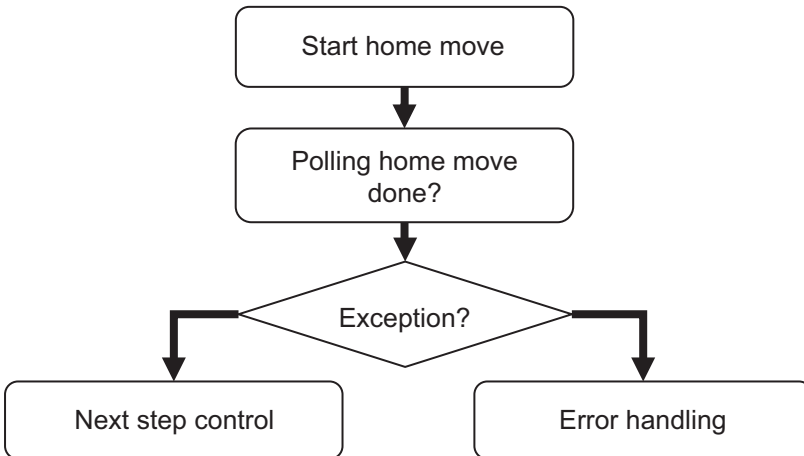 Start home move
Polling home move
done?
Exception?
Next step control
Error handling